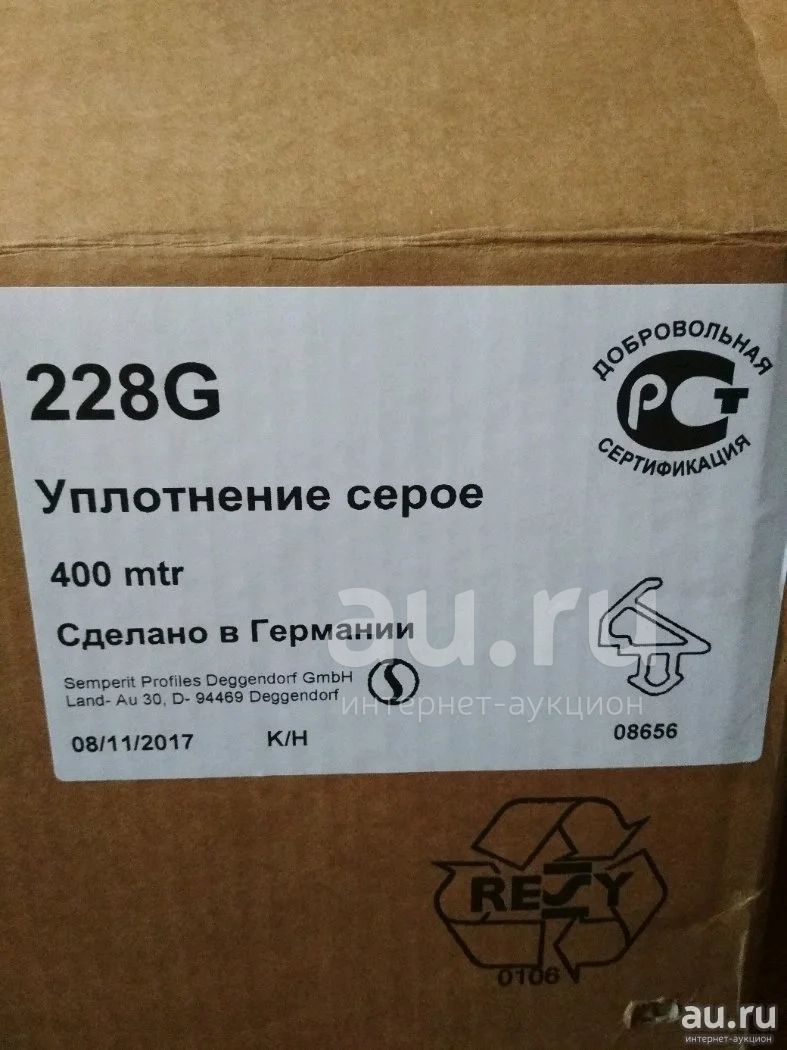 228G
ДОБРОВОЛЬНАЯ
РСТ
СЕРТИФИКАЦИЯ
Уплотнение серое
400 mtr
Сделано в Германии
Semperit Profiles Deggendorf GmbH
Land- Au 30, D- 94469 Deggendorf
08/11/2017 K/H
08656
au.ru
интернет-аукцион
RESY
0106
au.ru
интернет-аукцион